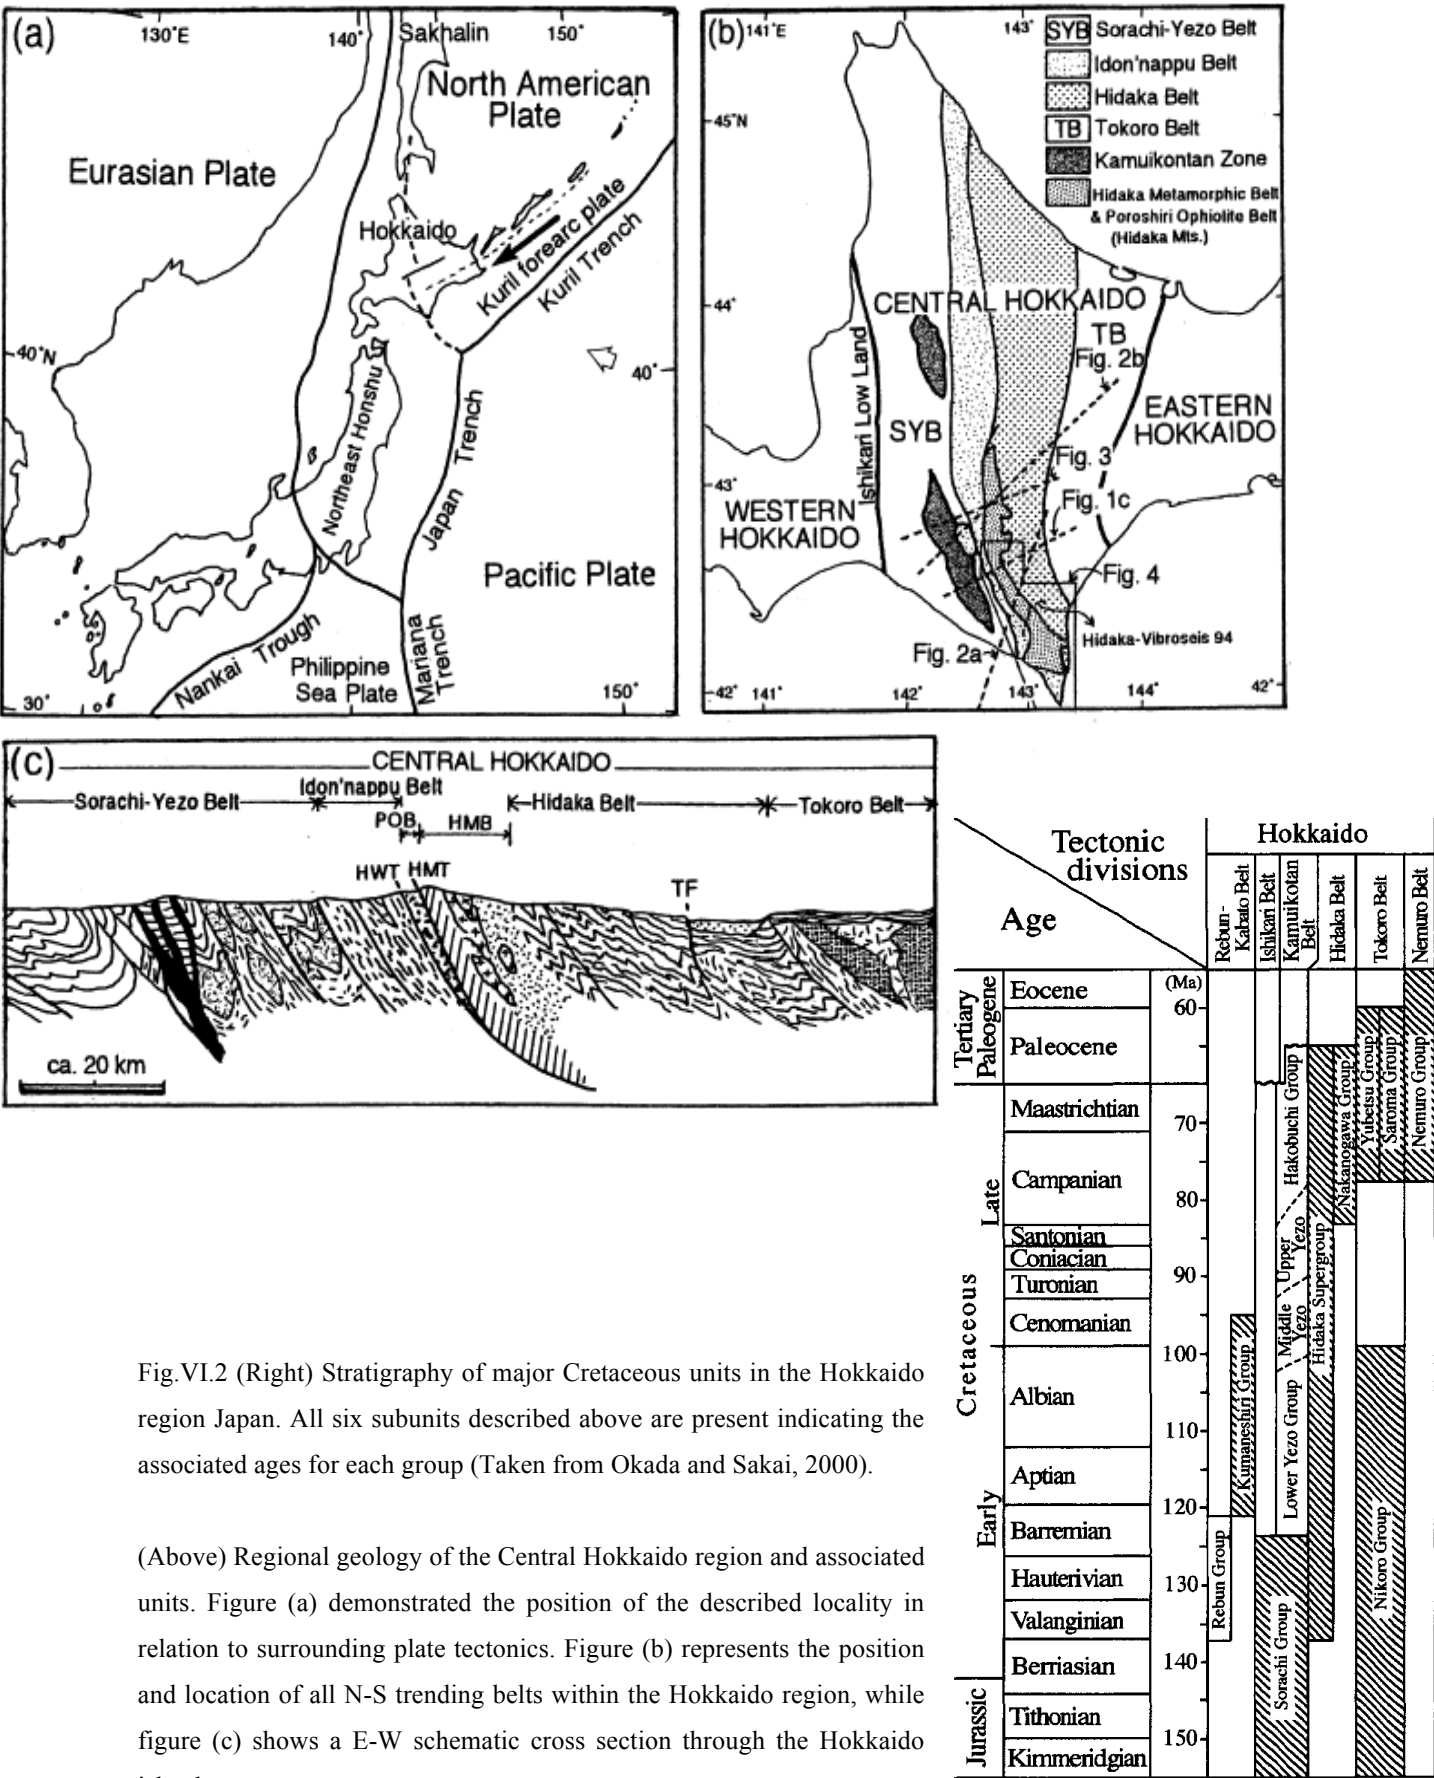 (a)
130°E
140°
Sakhalin
150°
North American
Plate
Eurasian Plate
Hokkaido
Kuril forearc plate
Kuril Trench
40°N
40°
Northeast Honshu
Japan Trench
Pacific Plate
Nankai Trough
Philippine
Sea Plate
Mariana
Trench
30°
150°
(b)
141°E
143°
SYB Sorachi-Yezo Belt
Idon'nappu Belt
Hidaka Belt
TB Tokoro Belt
Kamuikontan Zone
Hidaka Metamorphic Belt
& Poroshiri Ophiolite Belt
(Hidaka Mts.)
45°N
44°
CENTRAL HOKKAIDO
TB
Fig. 2b
Ishikari Low Land
EASTERN
HOKKAIDO
SYB
Fig. 3
43°
Fig. 1c
WESTERN
HOKKAIDO
Fig. 4
Hidaka-Vibroseis 94
Fig. 2a
42° 141°
142°
143°
144°
42°
(c)
CENTRAL HOKKAIDO
Sorachi-Yezo Belt
Idon'nappu Belt
Hidaka Belt
Tokoro Belt
POB
HMB
HWT HMT
TF
ca. 20 km
Tectonic
divisions
Age
Hokkaido
Rebun-
Kabato Belt
Ishikari Belt
Kamuikotan
Belt
Hidaka Belt
Tokoro Belt
Nemuro Belt
(Ma)
Tertiary
Paleogene
Eocene
60
Paleocene
Cretaceous
Late
Maastrichtian
70
Campanian
80
Santonian
Coniacian
Turonian
90
Cenomanian
100
Early
Albian
110
Aptian
120
Barremian
Hauterivian
130
Valanginian
Berriasian
140
Jurassic
Tithonian
150
Kimmeridgian
Rebun Group
Kumaneshiri Group
Sorachi Group
Lower Yezo Group
Middle
Yezo
Upper
Yezo
Hakobuchi Group
Hidaka Supergroup
Nakanogawa Group
Yubetsu Group
Saroma Group
Nikoro Group
Nemuro Group
Fig.VI.2 (Right) Stratigraphy of major Cretaceous units in the Hokkaido
region Japan. All six subunits described above are present indicating the
associated ages for each group (Taken from Okada and Sakai, 2000).
(Above) Regional geology of the Central Hokkaido region and associated
units. Figure (a) demonstrated the position of the described locality in
relation to surrounding plate tectonics. Figure (b) represents the position
and location of all N-S trending belts within the Hokkaido region, while
figure (c) shows a E-W schematic cross section through the Hokkaido